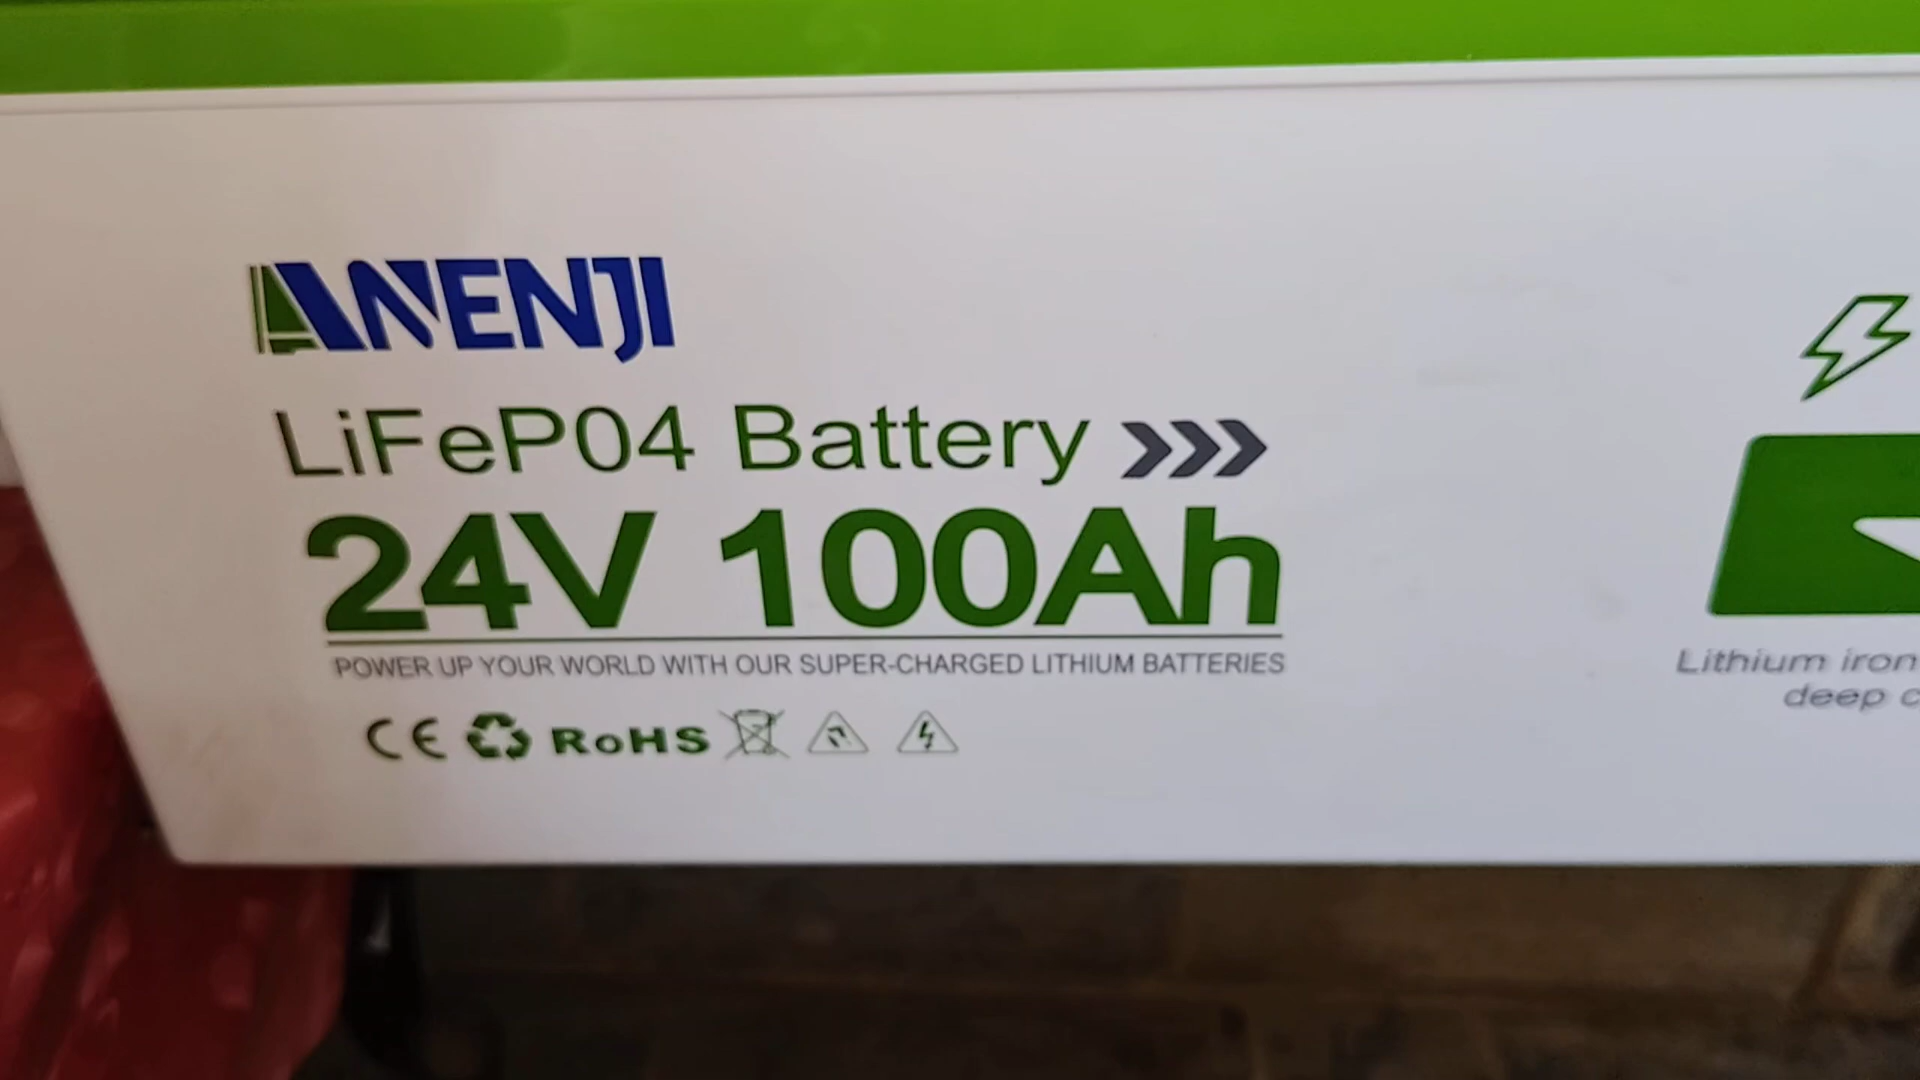 AWENJI
LiFeP04 Battery
24V 100Ah
POWER UP YOUR WORLD WITH OUR SUPER-CHARGED LITHIUM BATTERIES
CE RoHS
Lithium iron
deep c